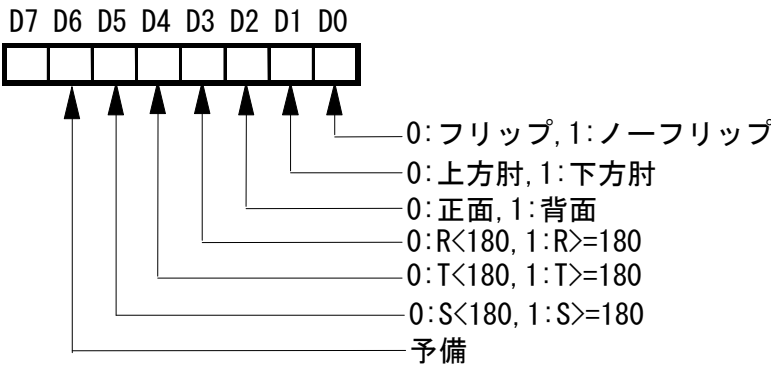 D7 D6 D5 D4 D3 D2 D1 D0
0:フリップ,1:ノーフリップ
0:上方肘,1:下方肘
0:正面,1:背面
0:R<180,1:R>=180
0:T<180,1:T>=180
0:S<180,1:S>=180
予備